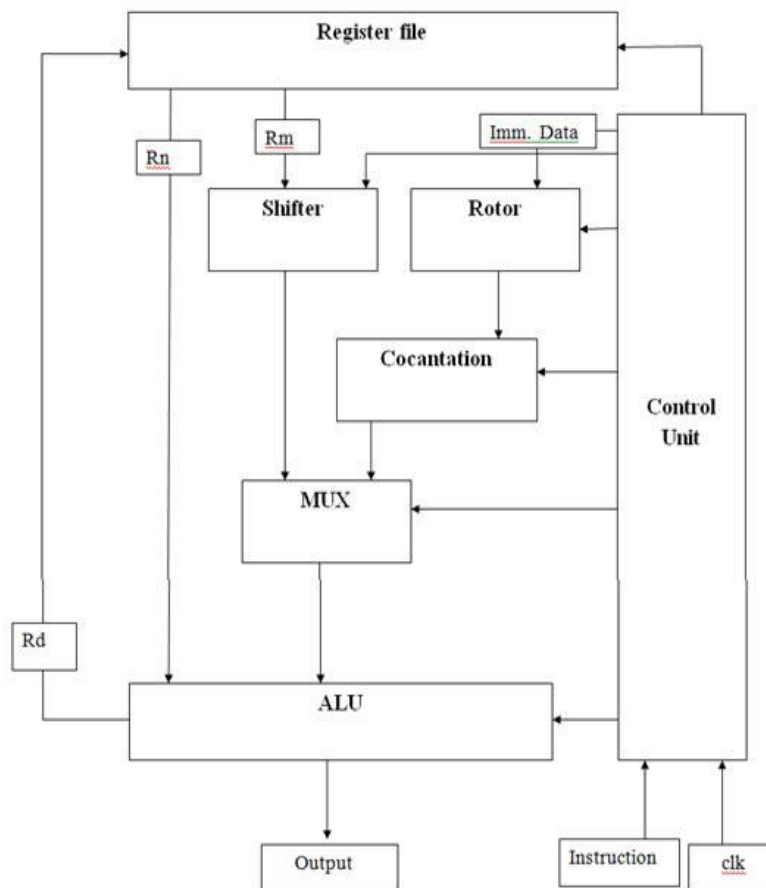 Register file
Rn
Rm
Imm. Data
Shifter
Rotor
Cocantation
Control
Unit
MUX
Rd
ALU
Output
Instruction
clk